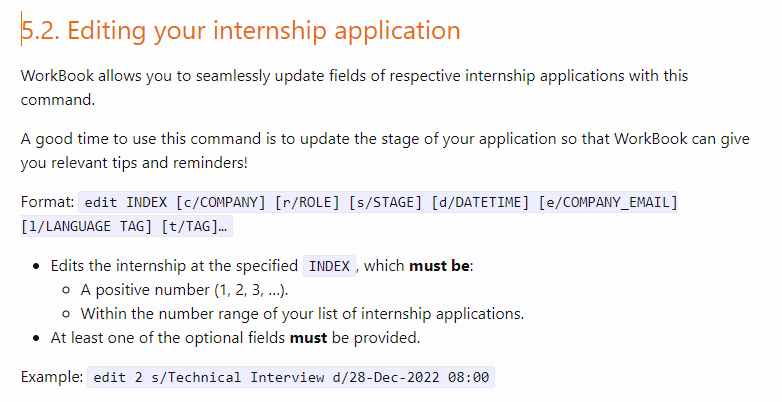 5.2. Editing your internship application
WorkBook allows you to seamlessly update fields of respective internship applications with this
command.
A good time to use this command is to update the stage of your application so that WorkBook can give
you relevant tips and reminders!
Format: edit INDEX [c/COMPANY] [r/ROLE] [s/STAGE] [d/DATETIME] [e/COMPANY_EMAIL]
[l/LANGUAGE TAG] [t/TAG]…
• Edits the internship at the specified INDEX, which must be:
◦ A positive number (1, 2, 3, …).
◦ Within the number range of your list of internship applications.
• At least one of the optional fields must be provided.
Example: edit 2 s/Technical Interview d/28-Dec-2022 08:00